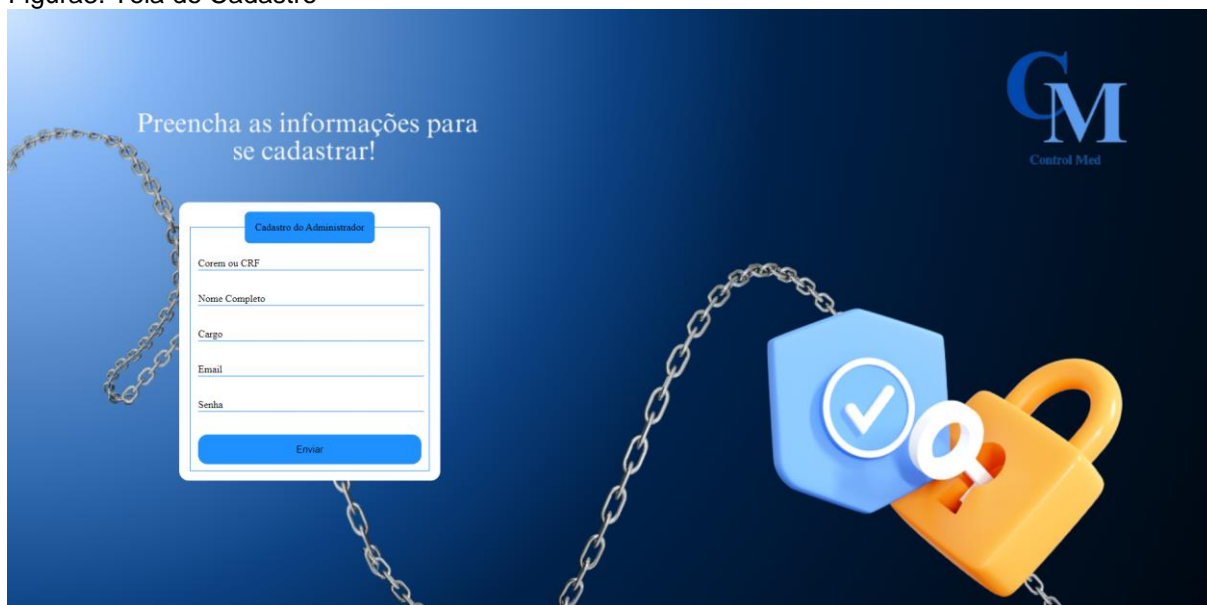 Preencha as informações para
se cadastrar!
CM
Control Med
Cadastro do Administrador
Corem ou CRF
Nome Completo
Cargo
Email
Senha
Enviar